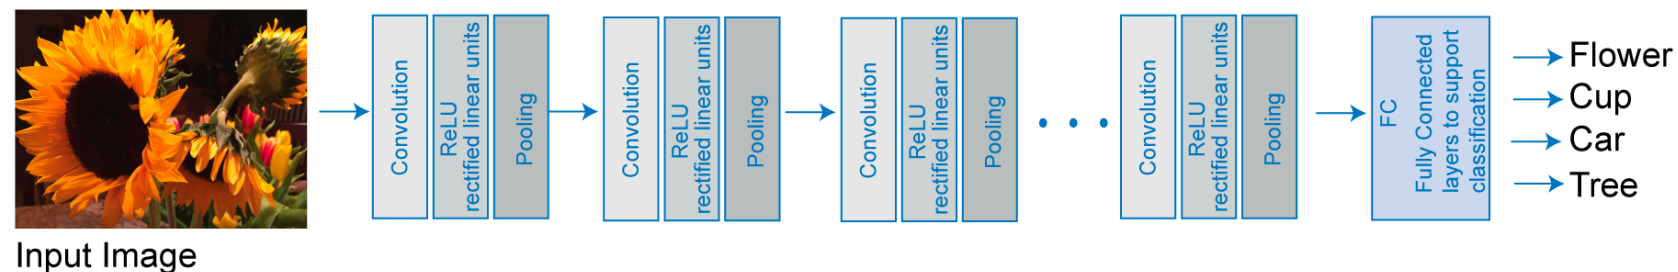 Input Image
Convolution
ReLU
rectified linear units
Pooling
Convolution
ReLU
rectified linear units
Pooling
Convolution
ReLU
rectified linear units
Pooling
Convolution
ReLU
rectified linear units
Pooling
FC
Fully Connected
layers to support
classification
Flower
Cup
Car
Tree